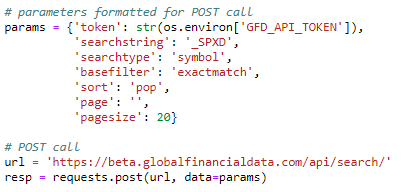 # parameters formatted for POST call
params = {'token': str(os.environ['GFD_API_TOKEN']),
          'searchstring': '_SPXD',
          'searchtype': 'symbol',
          'basefilter': 'exactmatch',
          'sort': 'pop',
          'page': '',
          'pagesize': 20}
# POST call
url = 'https://beta.globalfinancialdata.com/api/search/'
resp = requests.post(url, data=params)